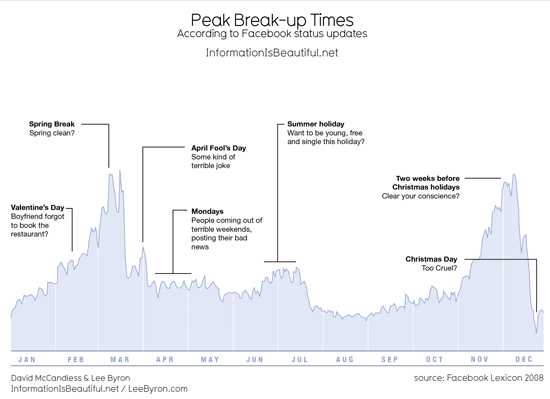 Peak Break-up Times
According to Facebook status updates
InformationIsBeautiful.net
Spring Break
Spring clean?
Summer holiday
Want to be young, free
and single this holiday?
April Fool's Day
Some kind of
terrible joke
Two weeks before
Christmas holidays
Clear your conscience?
Valentine's Day
Boyfriend forgot
to book the
restaurant?
Mondays
People coming out of
terrible weekends,
posting their bad
news
Christmas Day
Too Cruel?
JAN FEB MAR APR MAY JUN JUL AUG SEP OCT NOV DEC
David McCandless & Lee Byron
InformationIsBeautiful.net / LeeByron.com
source: Facebook Lexicon 2008